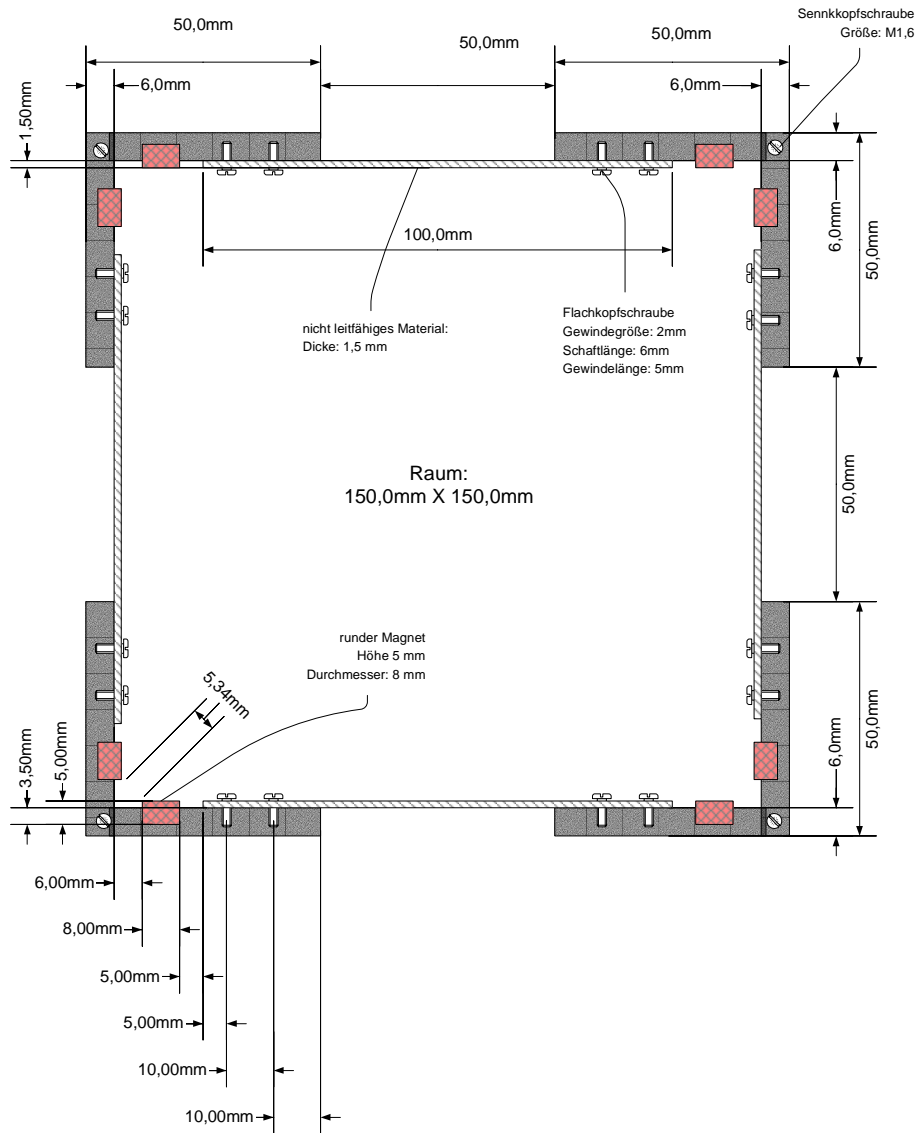 Sennkkopfschraube
Größe: M1,6
50,0mm
50,0mm
50,0mm
6,0mm
6,0mm
1,50mm
6,0mm
50,0mm
100,0mm
nicht leitfähiges Material:
Dicke: 1,5 mm
Flachkopfschraube
Gewindegröße: 2mm
Schaftlänge: 6mm
Gewindelänge: 5mm
Raum:
150,0mm X 150,0mm
50,0mm
runder Magnet
Höhe 5 mm
Durchmesser: 8 mm
5,34mm
3,50mm
5,00mm
6,0mm
50,0mm
6,00mm
8,00mm
5,00mm
5,00mm
10,00mm
10,00mm